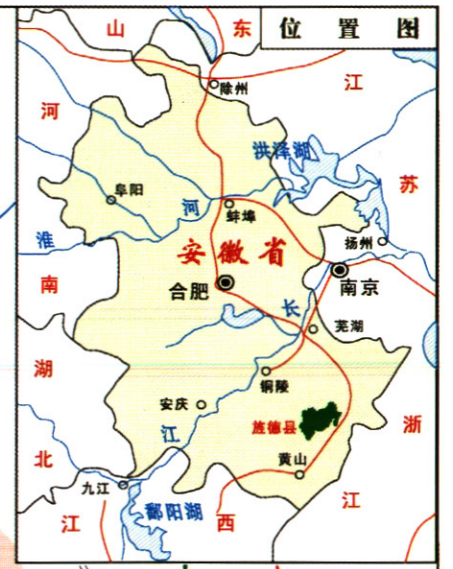 位置图
山东
除州
江苏
河南
洪泽湖
阜阳
淮河
蚌埠
扬州
安徽省
合肥
南京
长江
芜湖
湖北
铜陵
安庆
旌德县
浙江
黄山
九江
鄱阳湖
江西